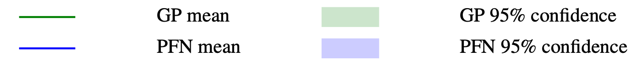 GP mean GP 95% confidence
PFN mean PFN 95% confidence